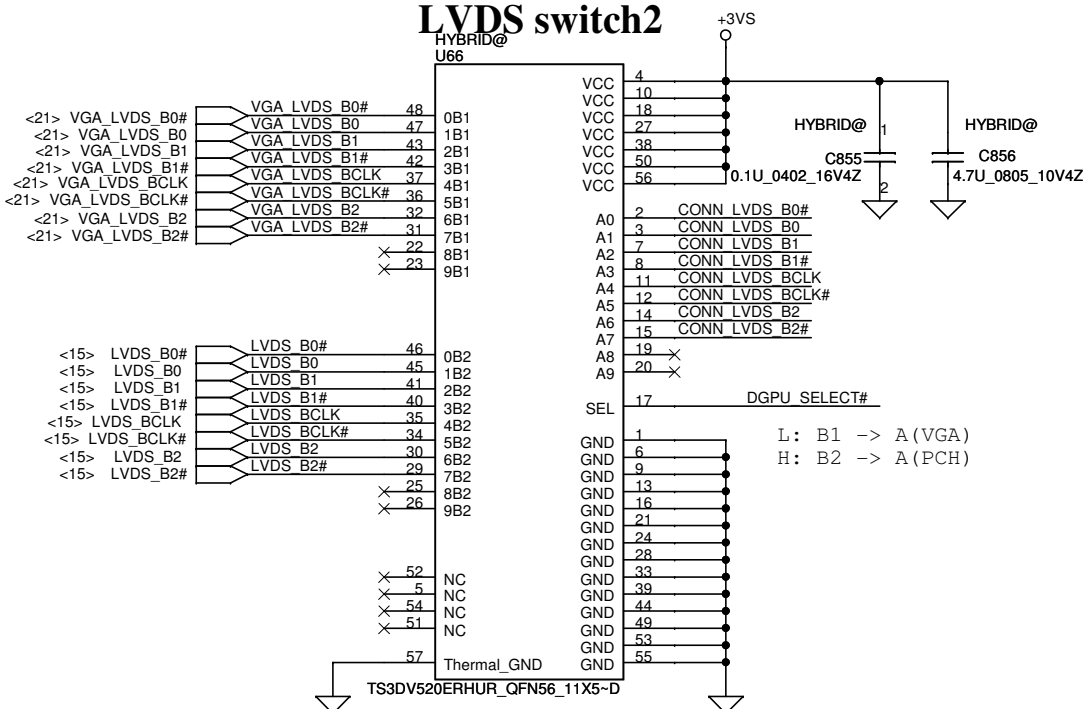 LVDS switch2
HYBRID@
U66
+3VS
<21> VGA_LVDS_B0# VGA_LVDS_B0# 48 0B1
<21> VGA_LVDS_B0 VGA_LVDS_B0 47 1B1
<21> VGA_LVDS_B1 VGA_LVDS_B1 43 2B1
<21> VGA_LVDS_B1# VGA_LVDS_B1# 42 3B1
<21> VGA_LVDS_BCLK VGA_LVDS_BCLK 37 4B1
<21> VGA_LVDS_BCLK# VGA_LVDS_BCLK# 36 5B1
<21> VGA_LVDS_B2 VGA_LVDS_B2 32 6B1
<21> VGA_LVDS_B2# VGA_LVDS_B2# 31 7B1
22 8B1
23 9B1
<15> LVDS_B0# LVDS_B0# 46 0B2
<15> LVDS_B0 LVDS_B0 45 1B2
<15> LVDS_B1 LVDS_B1 41 2B2
<15> LVDS_B1# LVDS_B1# 40 3B2
<15> LVDS_BCLK LVDS_BCLK 35 4B2
<15> LVDS_BCLK# LVDS_BCLK# 34 5B2
<15> LVDS_B2 LVDS_B2 30 6B2
<15> LVDS_B2# LVDS_B2# 29 7B2
25 8B2
26 9B2
52 NC
5 NC
54 NC
51 NC
57 Thermal_GND
VCC 4
VCC 10
VCC 18
VCC 27
VCC 38
VCC 50
VCC 56
HYBRID@
1
C855
0.1U_0402_16V4Z
2
HYBRID@
C856
4.7U_0805_10V4Z
A0 2 CONN_LVDS_B0#
A1 3 CONN_LVDS_B0
A2 7 CONN_LVDS_B1
A3 8 CONN_LVDS_B1#
A4 11 CONN_LVDS_BCLK
A5 12 CONN_LVDS_BCLK#
A6 14 CONN_LVDS_B2
A7 15 CONN_LVDS_B2#
A8 19
A9 20
SEL 17 DGPU_SELECT#
L: B1 -> A(VGA)
H: B2 -> A(PCH)
GND 1
GND 6
GND 9
GND 13
GND 16
GND 21
GND 24
GND 28
GND 33
GND 39
GND 44
GND 49
GND 53
GND 55
TS3DV520ERHUR_QFN56_11X5~D